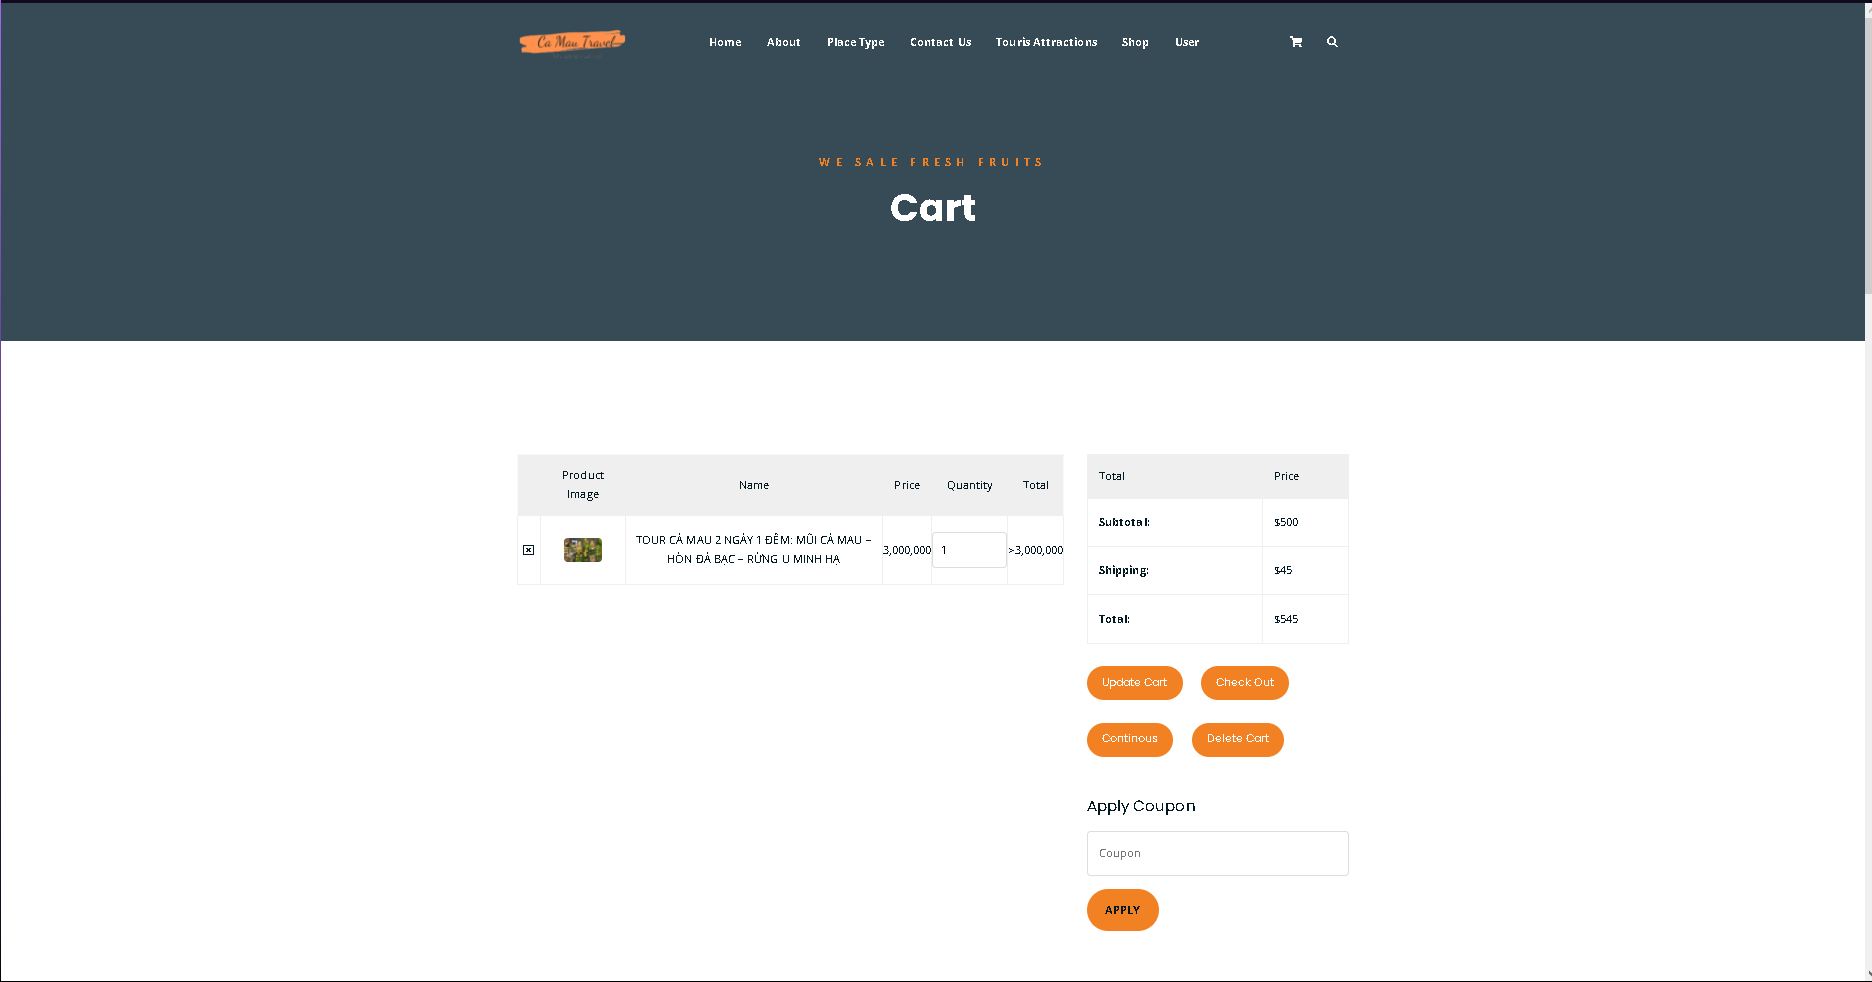 Ca Mau Travel
Home About Place Type Contact Us Touris Attractions Shop User
WE SALE FRESH FRUITS
Cart
Product
Image
Name Price Quantity Total
TOUR CÀ MAU 2 NGÀY 1 ĐÊM: MŨI CÀ MAU –
HÒN ĐÁ BẠC – RỪNG U MINH HẠ
3,000,000 1 >3,000,000
Total Price
Subtotal: $500
Shipping: $45
Total: $545
Update Cart Check Out
Continous Delete Cart
Apply Coupon
Coupon
APPLY